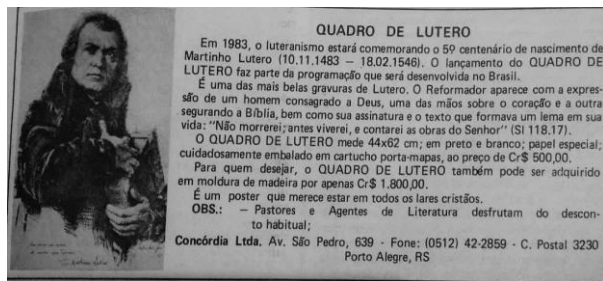 QUADRO DE LUTERO
Em 1983, o luteranismo estará comemorando o 59 centenário de nascimento de
Martinho Lutero (10.11.1483 — 18.02.1546). O lançamento do QUADRO DE
LUTERO faz parte da programação que será desenvolvida no Brasil.
É uma das mais belas gravuras de Lutero. O Reformador aparece com a expres-
são de um homem consagrado a Deus, uma das mãos sobre o coração e a outra
segurando a Bíblia, bem como sua assinatura e o texto que formava um lema em sua
vida: "Não morrerei; antes viverei, e contarei as obras do Senhor" (Sl 118.17).
O QUADRO DE LUTERO mede 44x62 cm; em preto e branco; papel especial;
cuidadosamente embalado em cartucho porta-mapas, ao preço de Cr$ 500,00.
Para quem desejar, o QUADRO DE LUTERO também pode ser adquirido
em moldura de madeira por apenas Cr$ 1.800,00.
É um poster que merece estar em todos os lares cristãos.
OBS.: — Pastores e Agentes de Literatura desfrutam do descon-
to habitual;
Concórdia Ltda. Av. São Pedro, 639 - Fone: (0512) 42-2859 - C. Postal 3230
Porto Alegre, RS